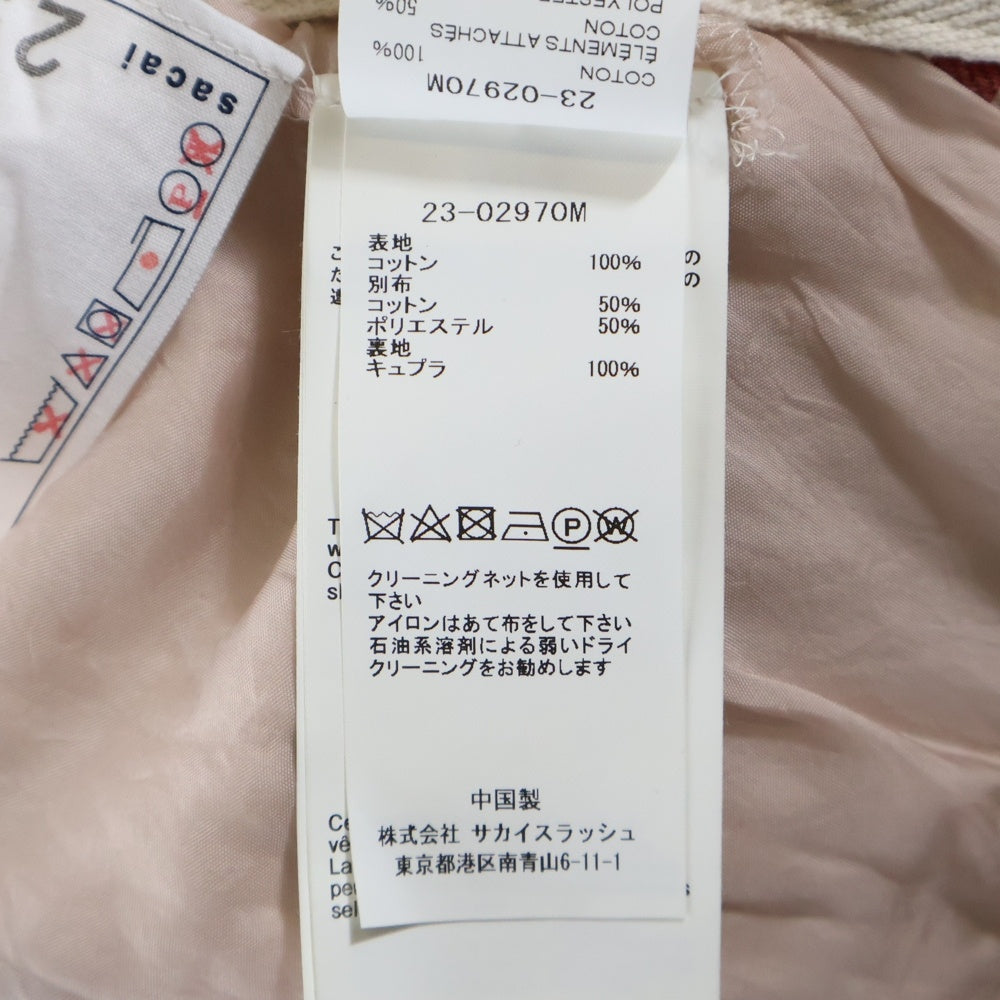 sacai
2
23-02970M
COTON 100%
ÉLÉMENTS ATTACHÉS
COTON 50%
23-02970M
表地
コットン 100%
別布
コットン 50%
ポリエステル 50%
裏地
キュプラ 100%
P W
クリーニングネットを使用して
下さい
アイロンはあて布をして下さい
石油系溶剤による弱いドライ
クリーニングをお勧めします
中国製
株式会社 サカイスラッシュ
東京都港区南青山6-11-1